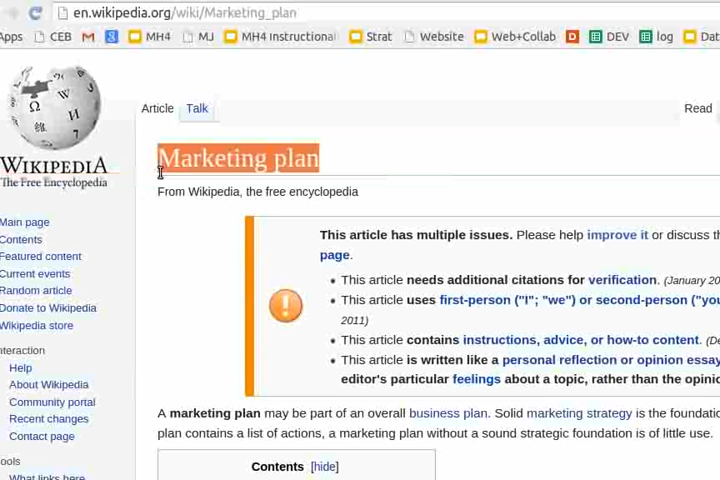 en.wikipedia.org/wiki/Marketing_plan
Apps CEB MH4 MJ MH4 Instructional Strat Website Web+Collab DEV log Dat
Article Talk Read
Marketing plan
WIKIPEDIA
The Free Encyclopedia
From Wikipedia, the free encyclopedia
Main page
Contents
Featured content
Current events
Random article
Donate to Wikipedia
Wikipedia store
nteraction
Help
About Wikipedia
Community portal
Recent changes
Contact page
ools
What links here
This article has multiple issues. Please help improve it or discuss th
page.
This article needs additional citations for verification. (January 20
This article uses first-person ("I"; "we") or second-person ("you
2011)
This article contains instructions, advice, or how-to content. (De
This article is written like a personal reflection or opinion essay
editor's particular feelings about a topic, rather than the opinio
A marketing plan may be part of an overall business plan. Solid marketing strategy is the foundatio
plan contains a list of actions, a marketing plan without a sound strategic foundation is of little use.
Contents [hide]